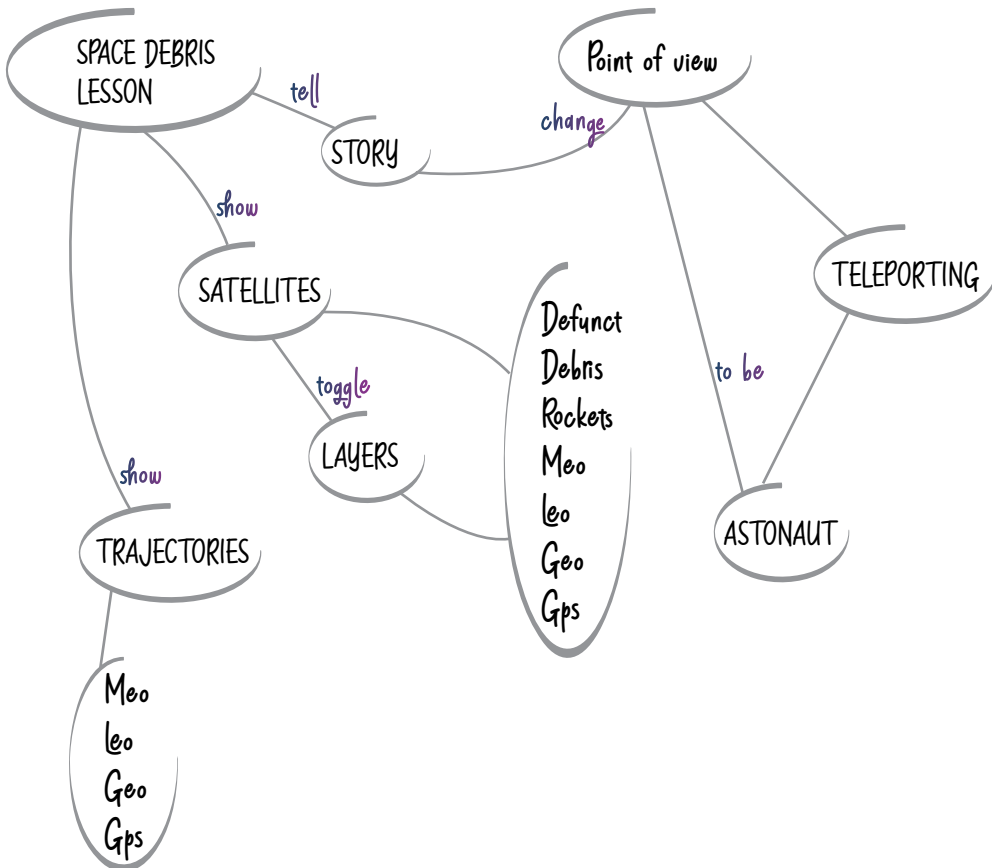 SPACE DEBRIS
LESSON
tell
STORY
change
Point of view
show
SATELLITES
toggle
LAYERS
Defunct
Debris
Rockets
Meo
Leo
Geo
Gps
TELEPORTING
to be
ASTONAUT
show
TRAJECTORIES
Meo
Leo
Geo
Gps